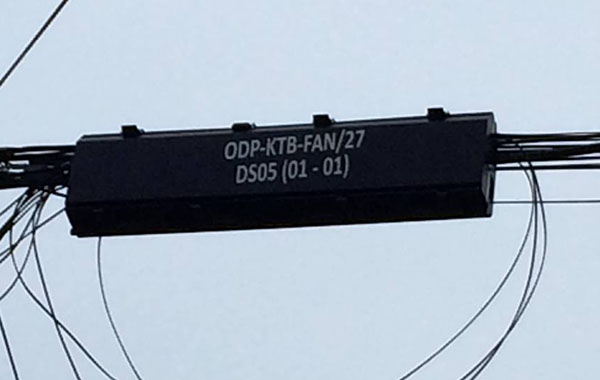 ODP-KTB-FAN/27
DS05 (01 - 01)